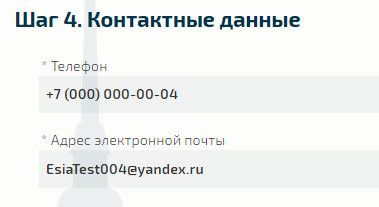 Шаг 4. Контактные данные
* Телефон
+7 (000) 000-00-04
* Адрес электронной почты
EsiaTest004@yandex.ru